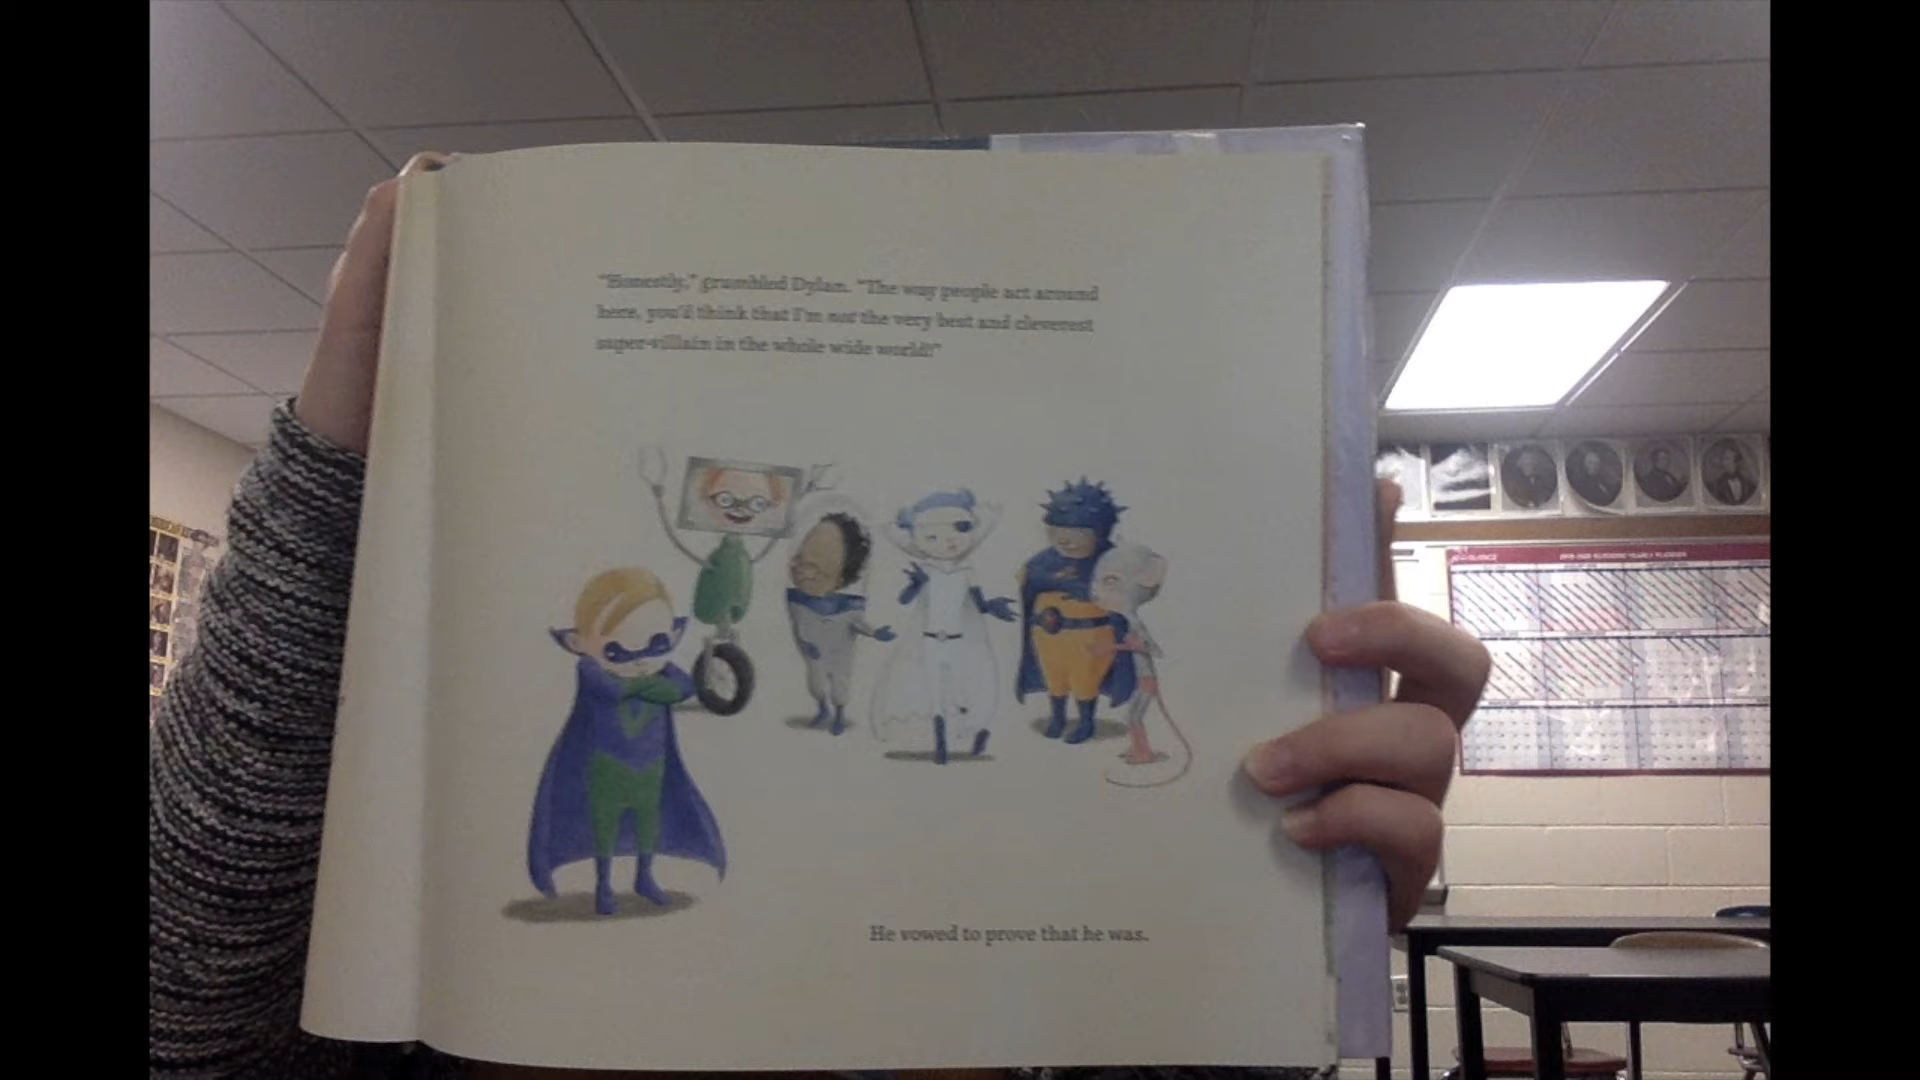 "Honestly," grumbled Dylan. "The way people act around
here, you'd think that I'm not the very best and cleverest
super-villain in the whole wide world!"
He vowed to prove that he was.